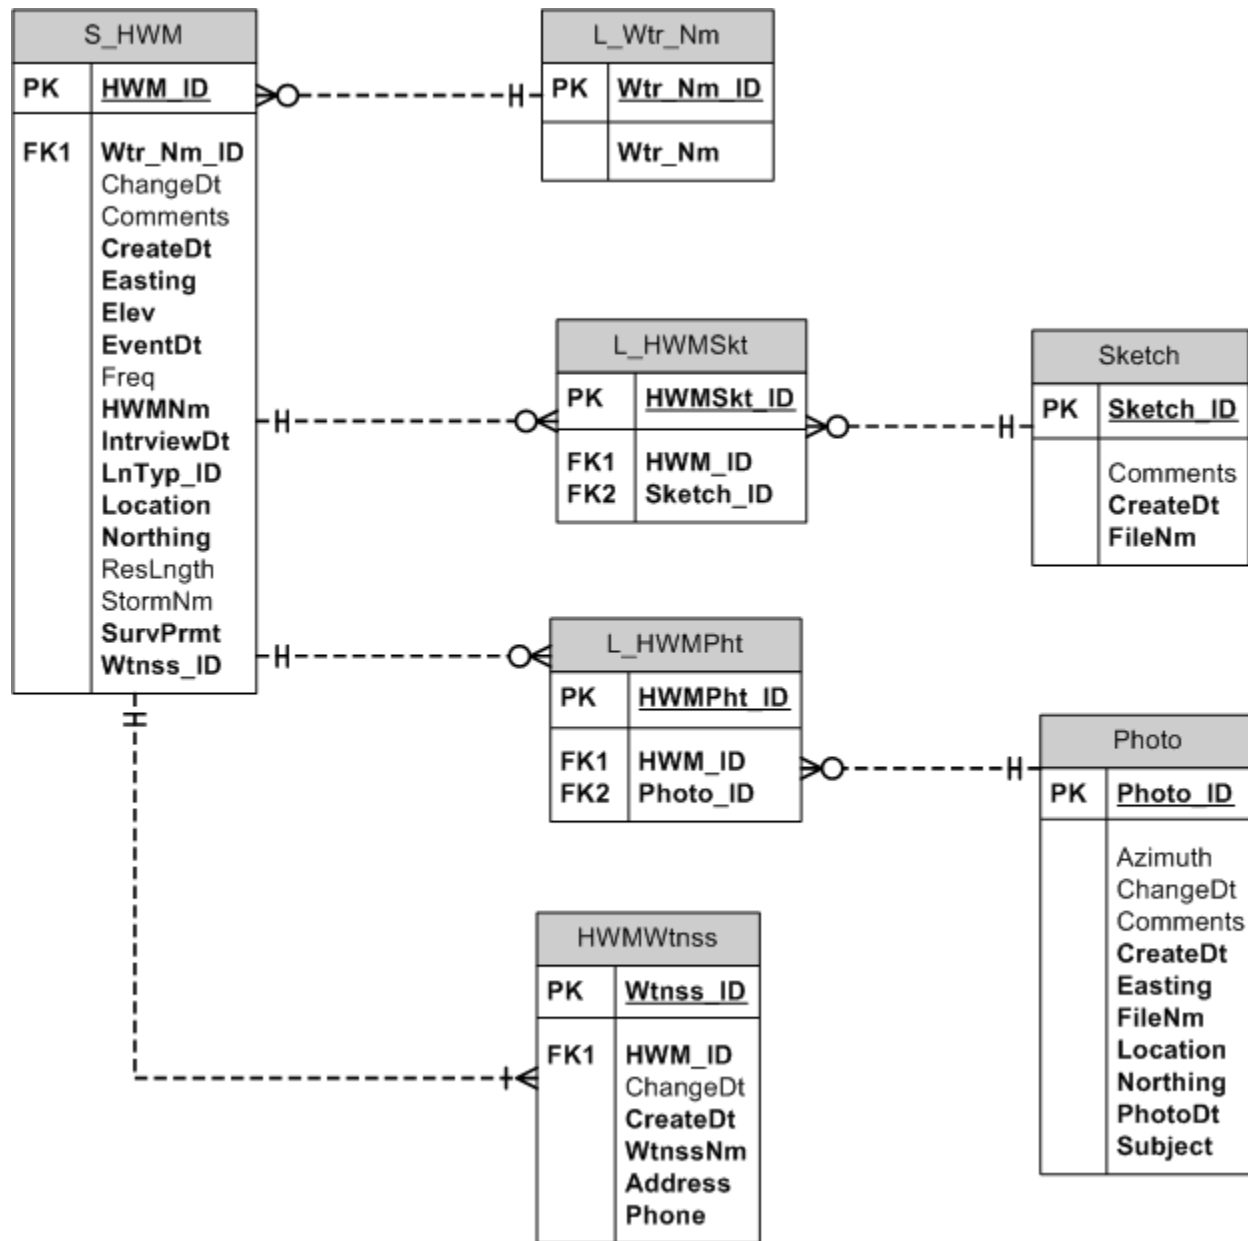 S_HWM
PK HWM_ID
FK1 Wtr_Nm_ID
ChangeDt
Comments
CreateDt
Easting
Elev
EventDt
Freq
HWMNm
IntrviewDt
LnTyp_ID
Location
Northing
ResLngth
StormNm
SurvPrmt
Wtnss_ID
L_Wtr_Nm
PK Wtr_Nm_ID
Wtr_Nm
L_HWMSkt
PK HWMSkt_ID
FK1 HWM_ID
FK2 Sketch_ID
Sketch
PK Sketch_ID
Comments
CreateDt
FileNm
L_HWMPht
PK HWMPht_ID
FK1 HWM_ID
FK2 Photo_ID
Photo
PK Photo_ID
Azimuth
ChangeDt
Comments
CreateDt
Easting
FileNm
Location
Northing
PhotoDt
Subject
HWMWtnss
PK Wtnss_ID
FK1 HWM_ID
ChangeDt
CreateDt
WtnssNm
Address
Phone